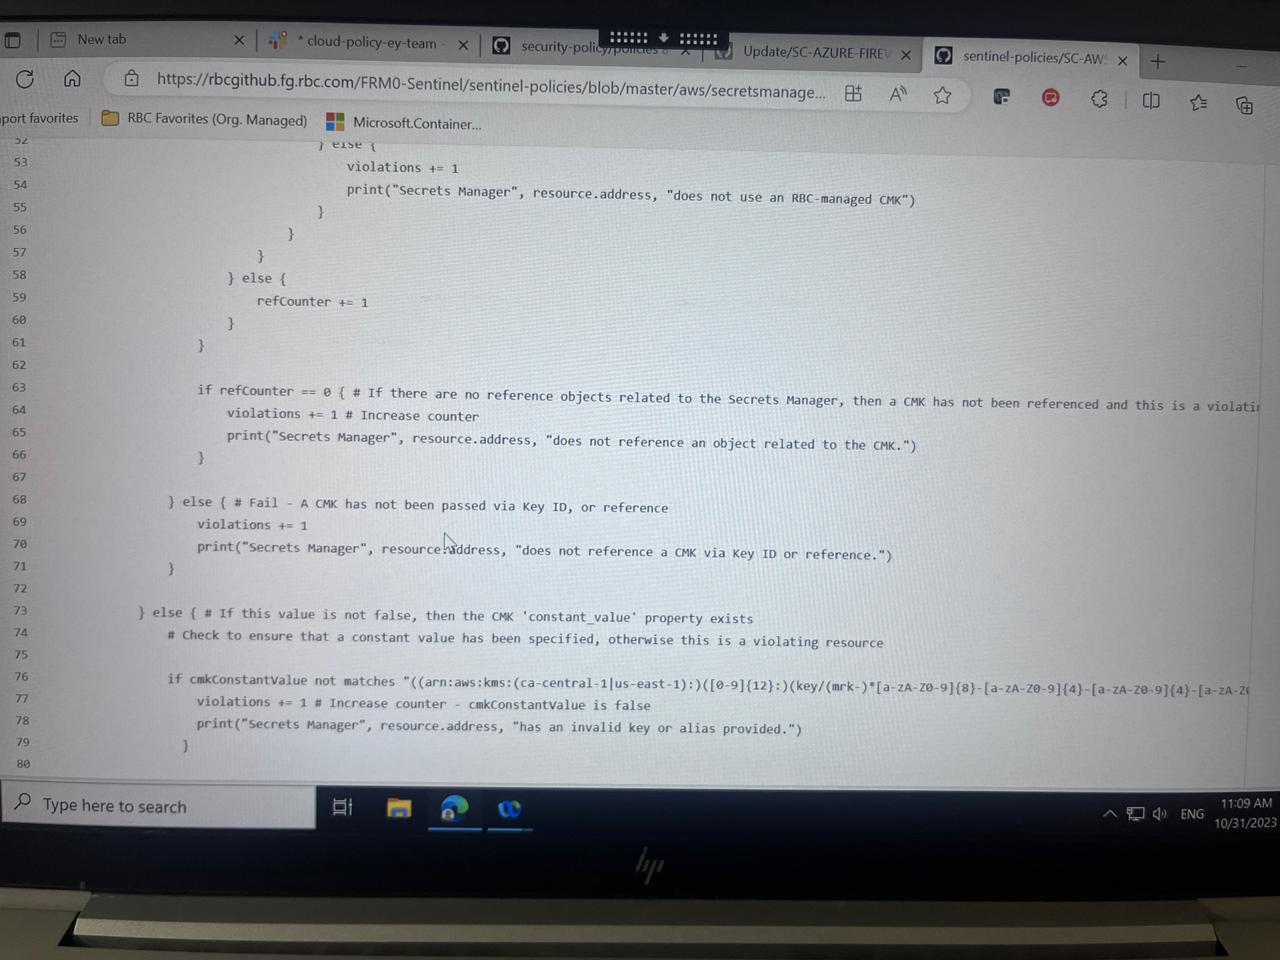 New tab
* cloud-policy-ey-team
security-policy/policies
Update/SC-AZURE-FIREV
sentinel-policies/SC-AWS
https://rbcgithub.fg.rbc.com/FRM0-Sentinel/sentinel-policies/blob/master/aws/secretsmanage...
port favorites
RBC Favorites (Org. Managed)
Microsoft.Container...
52 } else {
53 violations += 1
54 print("Secrets Manager", resource.address, "does not use an RBC-managed CMK")
55 }
56 }
57 }
58 } else {
59 refCounter += 1
60 }
61 }
62
63 if refCounter == 0 { # If there are no reference objects related to the Secrets Manager, then a CMK has not been referenced and this is a violati
64 violations += 1 # Increase counter
65 print("Secrets Manager", resource.address, "does not reference an object related to the CMK.")
66 }
67
68 } else { # Fail - A CMK has not been passed via Key ID, or reference
69 violations += 1
70 print("Secrets Manager", resource.address, "does not reference a CMK via Key ID or reference.")
71 }
72
73 } else { # If this value is not false, then the CMK 'constant_value' property exists
74 # Check to ensure that a constant value has been specified, otherwise this is a violating resource
75
76 if cmkConstantValue not matches "((arn:aws:kms:(ca-central-1|us-east-1):)([0-9]{12}:)(key/(mrk-)*[a-zA-Z0-9]{8}-[a-zA-Z0-9]{4}-[a-zA-Z0-9]{4}-[a-zA-Z0
77 violations += 1 # Increase counter - cmkConstantValue is false
78 print("Secrets Manager", resource.address, "has an invalid key or alias provided.")
79 }
80
Type here to search
ENG
11:09 AM
10/31/2023
hp